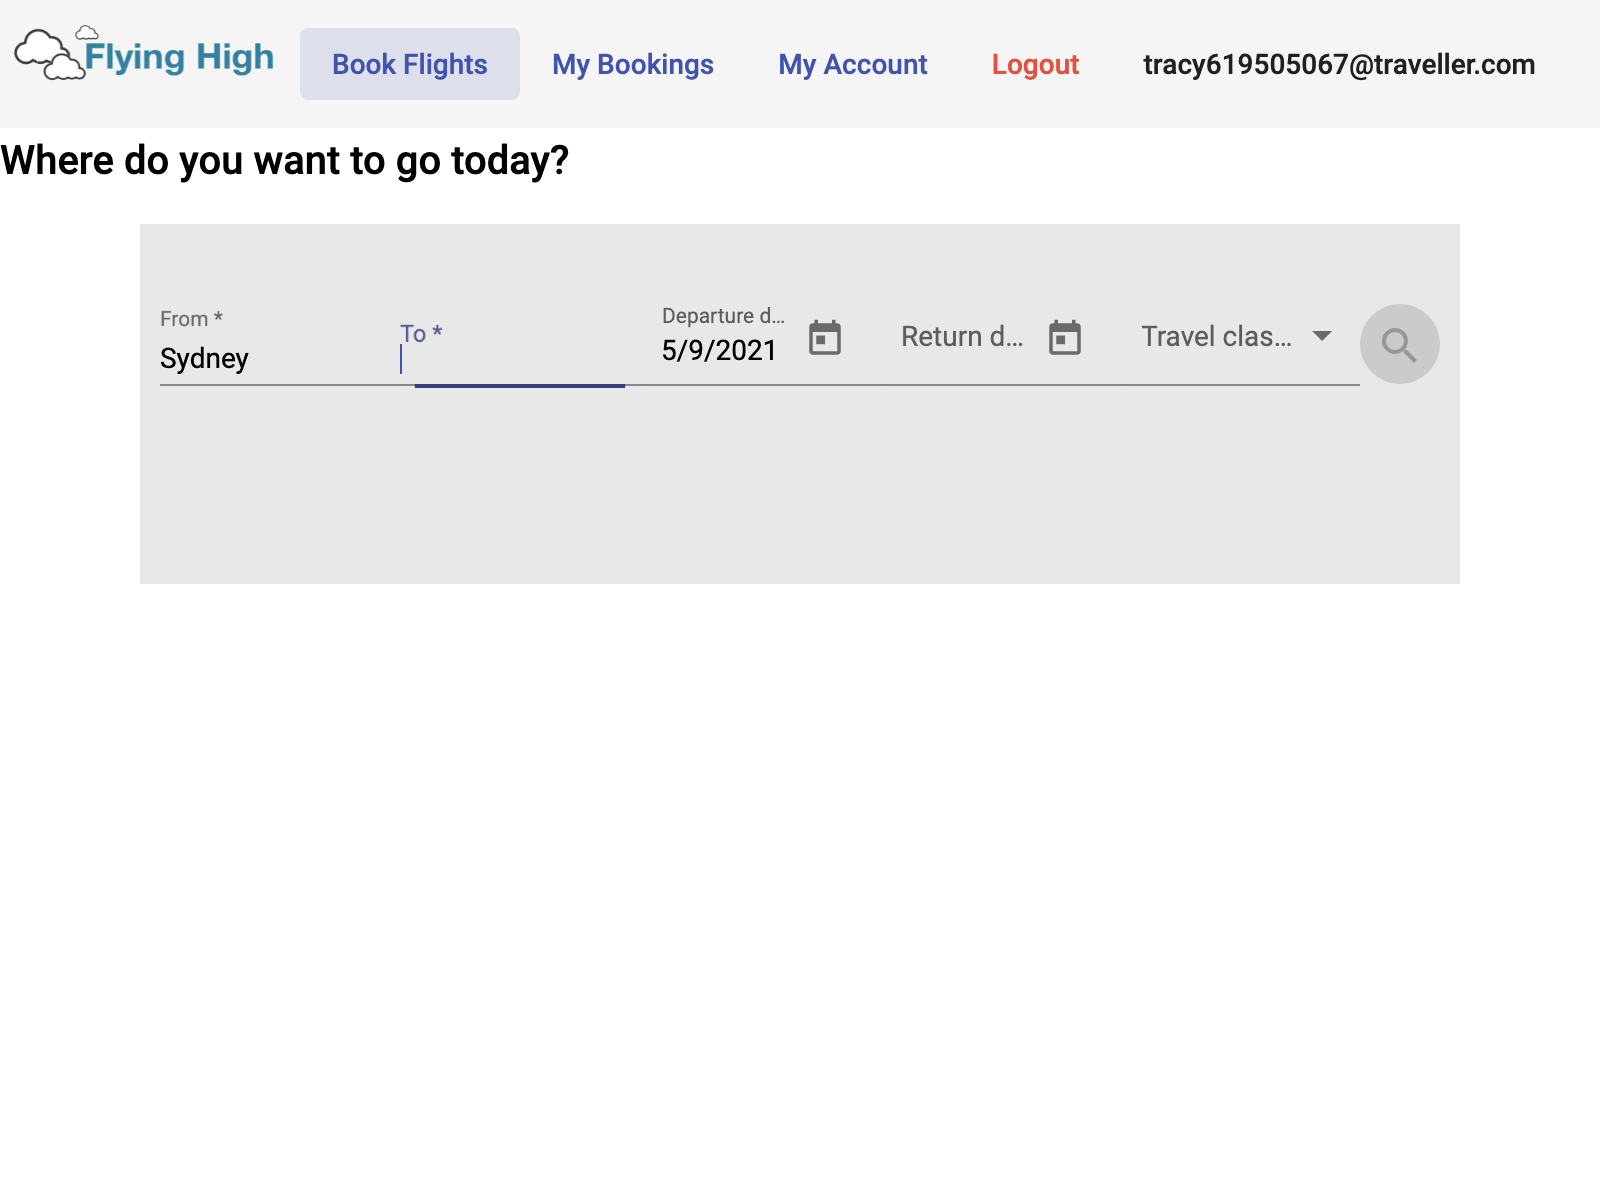 Flying High Book Flights My Bookings My Account Logout tracy619505067@traveller.com
Where do you want to go today?
From * To * Departure d... Return d... Travel clas...
Sydney 5/9/2021